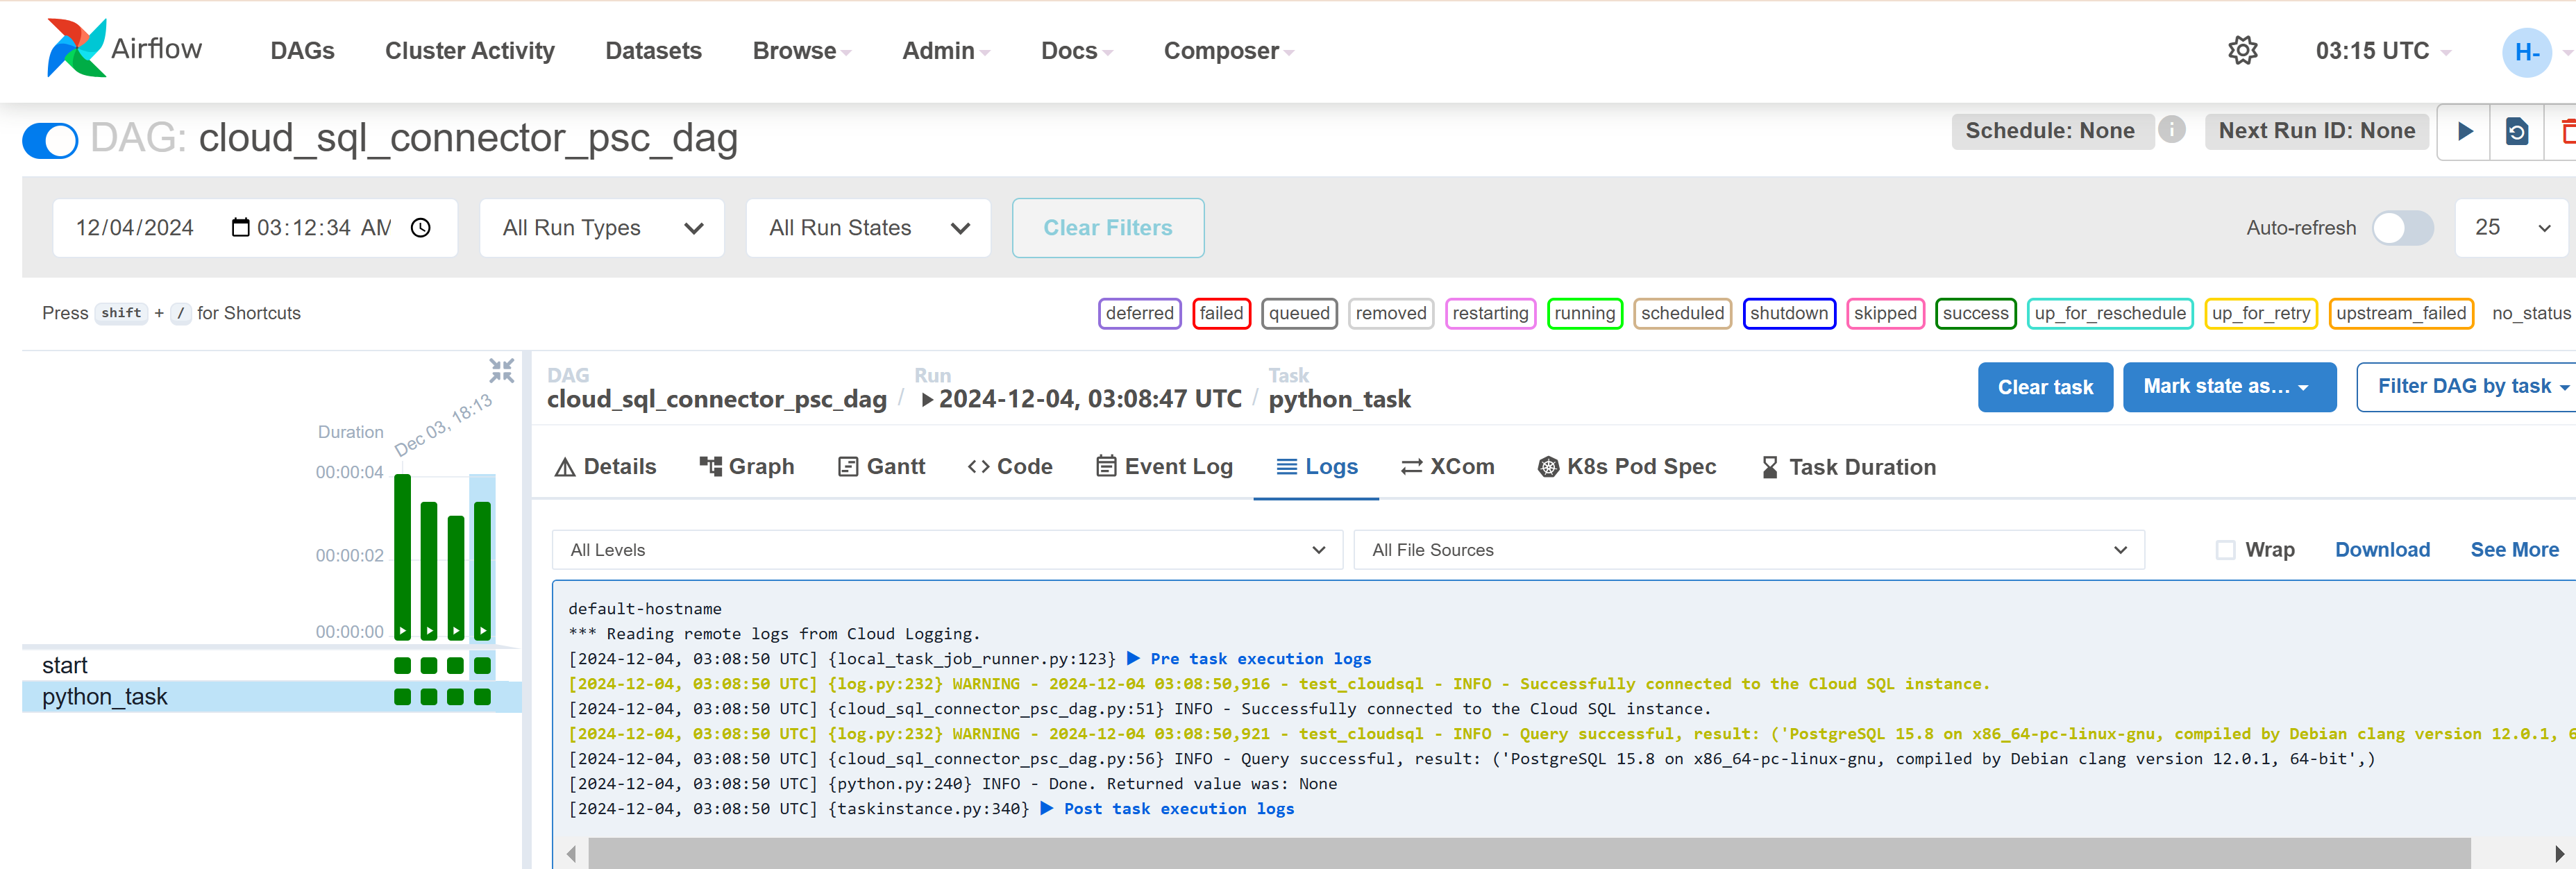 Airflow DAGs Cluster Activity Datasets Browse Admin Docs Composer 03:15 UTC H-
DAG: cloud_sql_connector_psc_dag Schedule: None i Next Run ID: None
12/04/2024 03:12:34 AM All Run Types All Run States Clear Filters Auto-refresh 25
Press shift + / for Shortcuts deferred failed queued removed restarting running scheduled shutdown skipped success up_for_reschedule up_for_retry upstream_failed no_status
Duration
Dec 03, 18:13
00:00:04
00:00:02
00:00:00
start
python_task
DAG Run Task
cloud_sql_connector_psc_dag / 2024-12-04, 03:08:47 UTC / python_task
Clear task Mark state as… Filter DAG by task
Details Graph Gantt Code Event Log Logs XCom K8s Pod Spec Task Duration
All Levels All File Sources Wrap Download See More
default-hostname
*** Reading remote logs from Cloud Logging.
[2024-12-04, 03:08:50 UTC] {local_task_job_runner.py:123} ▶ Pre task execution logs
[2024-12-04, 03:08:50 UTC] {log.py:232} WARNING - 2024-12-04 03:08:50,916 - test_cloudsql - INFO - Successfully connected to the Cloud SQL instance.
[2024-12-04, 03:08:50 UTC] {cloud_sql_connector_psc_dag.py:51} INFO - Successfully connected to the Cloud SQL instance.
[2024-12-04, 03:08:50 UTC] {log.py:232} WARNING - 2024-12-04 03:08:50,921 - test_cloudsql - INFO - Query successful, result: ('PostgreSQL 15.8 on x86_64-pc-linux-gnu, compiled by Debian clang version 12.0.1, 6
[2024-12-04, 03:08:50 UTC] {cloud_sql_connector_psc_dag.py:56} INFO - Query successful, result: ('PostgreSQL 15.8 on x86_64-pc-linux-gnu, compiled by Debian clang version 12.0.1, 64-bit',)
[2024-12-04, 03:08:50 UTC] {python.py:240} INFO - Done. Returned value was: None
[2024-12-04, 03:08:50 UTC] {taskinstance.py:340} ▶ Post task execution logs